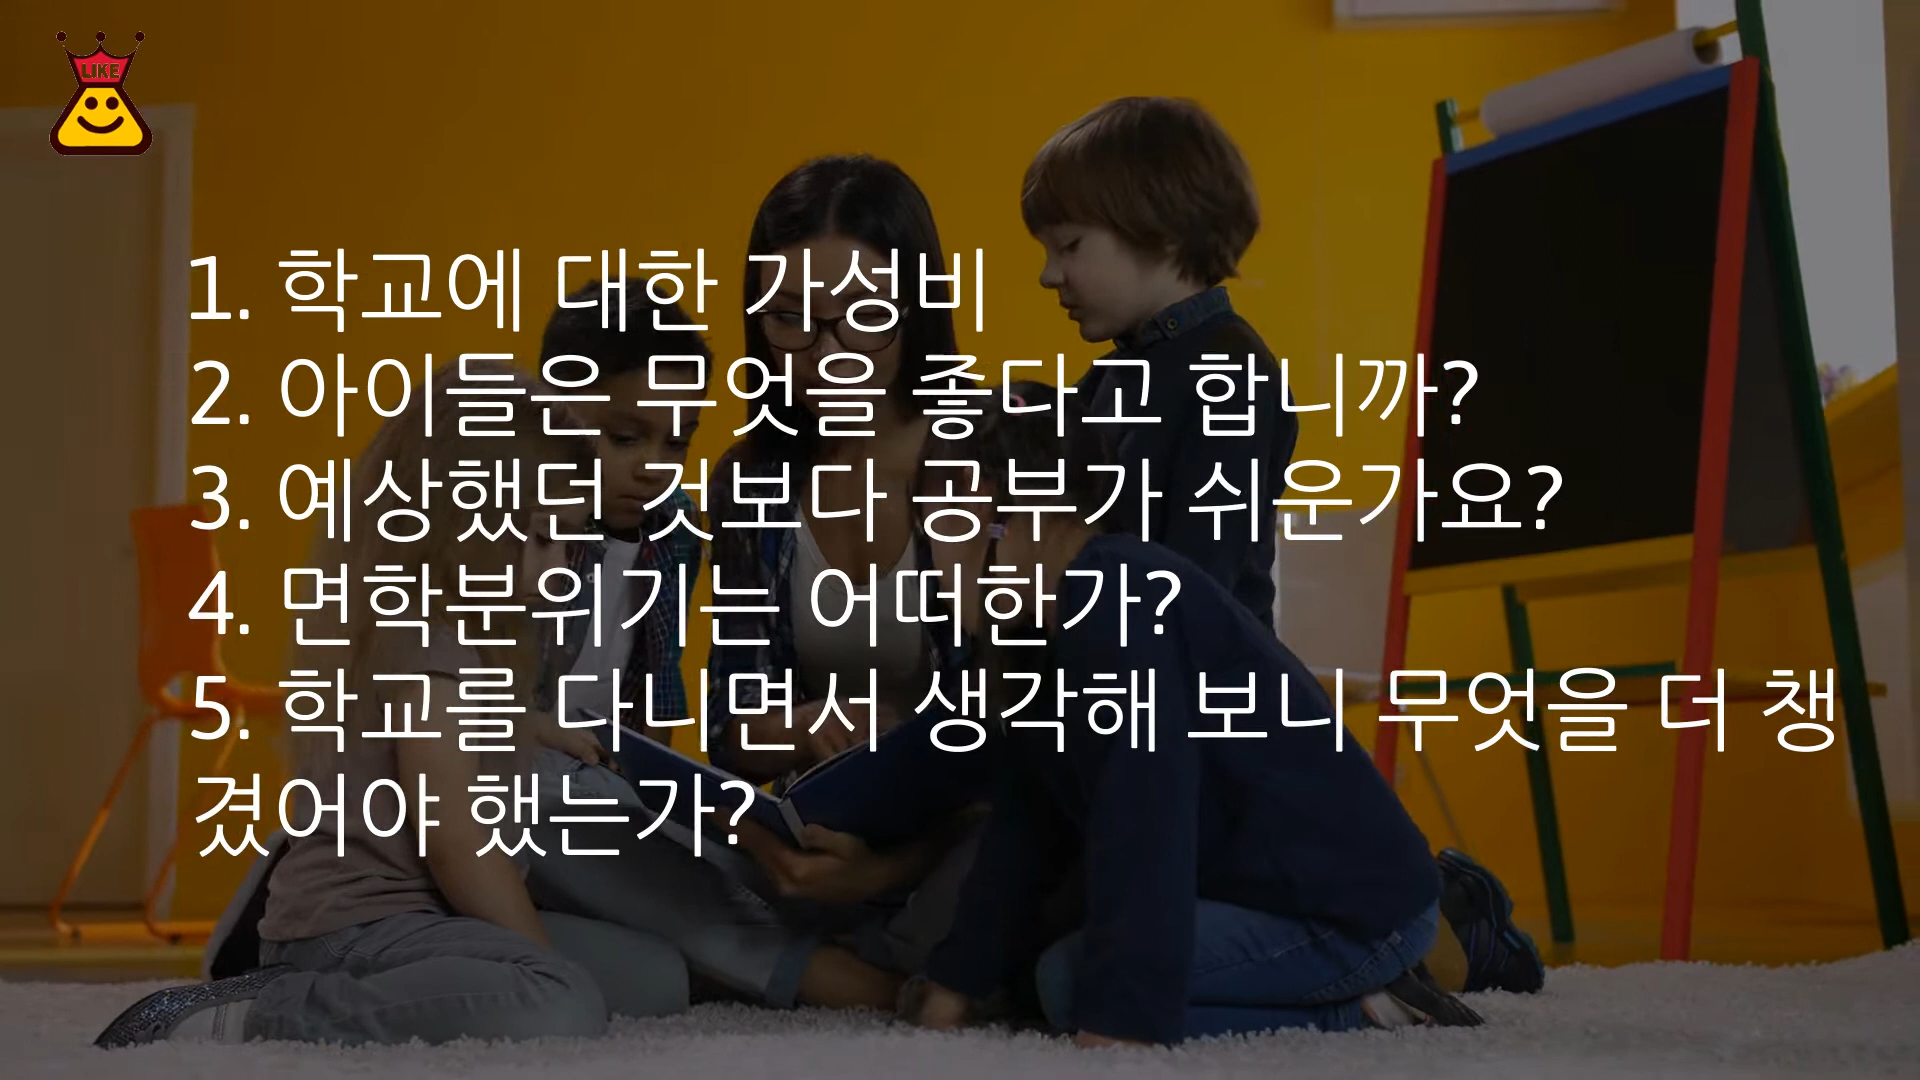 LIKE
1. 학교에 대한 가성비
2. 아이들은 무엇을 좋다고 합니까?
3. 예상했던 것보다 공부가 쉬운가요?
4. 면학분위기는 어떠한가?
5. 학교를 다니면서 생각해 보니 무엇을 더 챙
겼어야 했는가?